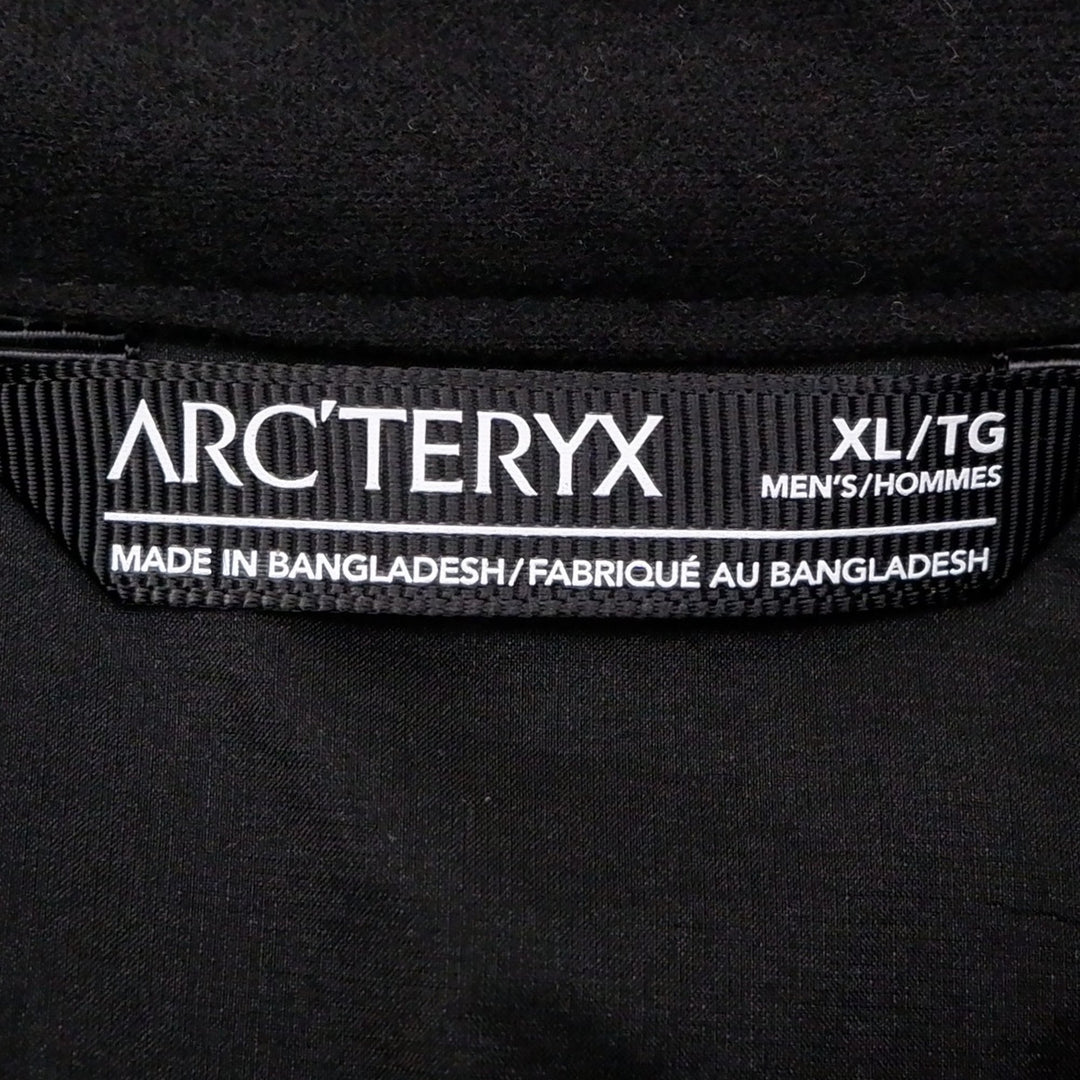 ARC'TERYX
XL/TG
MEN'S/HOMMES
MADE IN BANGLADESH/FABRIQUÉ AU BANGLADESH